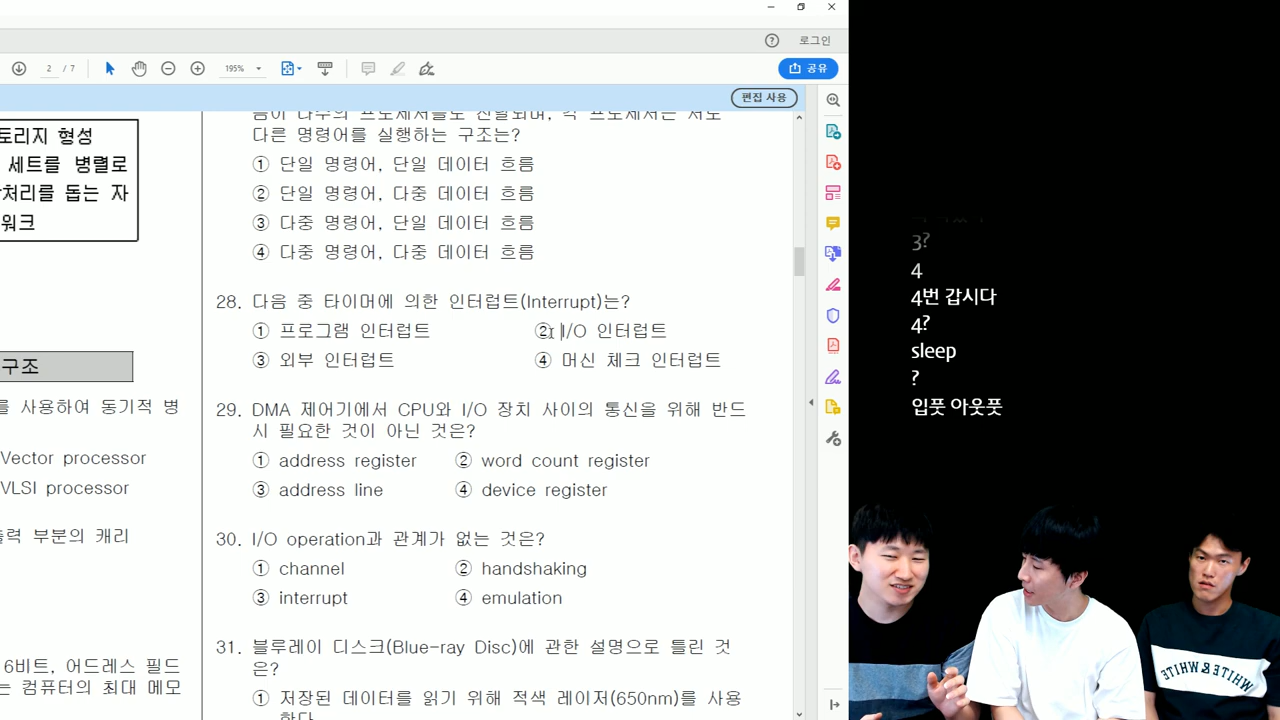 로그인
2 / 7
195%
공유
편집 사용
토리지 형성
세트를 병렬로
처리를 돕는 자
워크
구조
를 사용하여 동기적 병
Vector processor
VLSI processor
력 부분의 캐리
6비트, 어드레스 필드
는 컴퓨터의 최대 메모
다른 명령어를 실행하는 구조는?
① 단일 명령어, 단일 데이터 흐름
② 단일 명령어, 다중 데이터 흐름
③ 다중 명령어, 단일 데이터 흐름
④ 다중 명령어, 다중 데이터 흐름
28. 다음 중 타이머에 의한 인터럽트(Interrupt)는?
① 프로그램 인터럽트 ② I/O 인터럽트
③ 외부 인터럽트 ④ 머신 체크 인터럽트
29. DMA 제어기에서 CPU와 I/O 장치 사이의 통신을 위해 반드
시 필요한 것이 아닌 것은?
① address register ② word count register
③ address line ④ device register
30. I/O operation과 관계가 없는 것은?
① channel ② handshaking
③ interrupt ④ emulation
31. 블루레이 디스크(Blue-ray Disc)에 관한 설명으로 틀린 것
은?
① 저장된 데이터를 읽기 위해 적색 레이저(650nm)를 사용
3?
4
4번 갑시다
4?
sleep
?
입풋 아웃풋
WHITE&WHITE